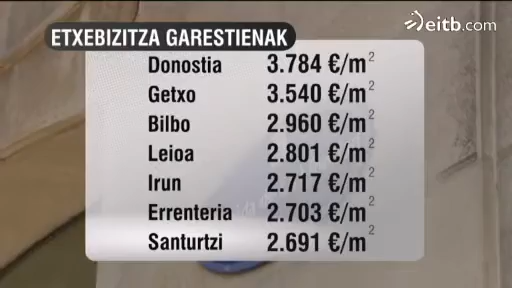 eitb.com
ETXEBIZITZA GARESTIENAK
Donostia 3.784 €/m²
Getxo 3.540 €/m²
Bilbo 2.960 €/m²
Leioa 2.801 €/m²
Irun 2.717 €/m²
Errenteria 2.703 €/m²
Santurtzi 2.691 €/m²